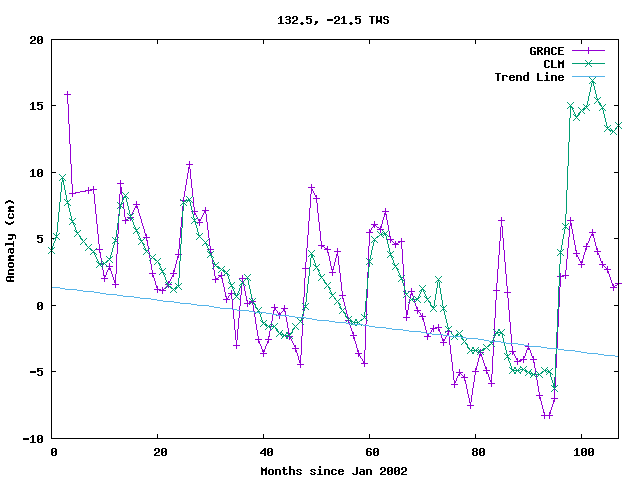 132.5, -21.5 TWS
GRACE
CLM
Trend Line
20
15
10
5
0
-5
-10
Anomaly (cm)
0 20 40 60 80 100
Months since Jan 2002